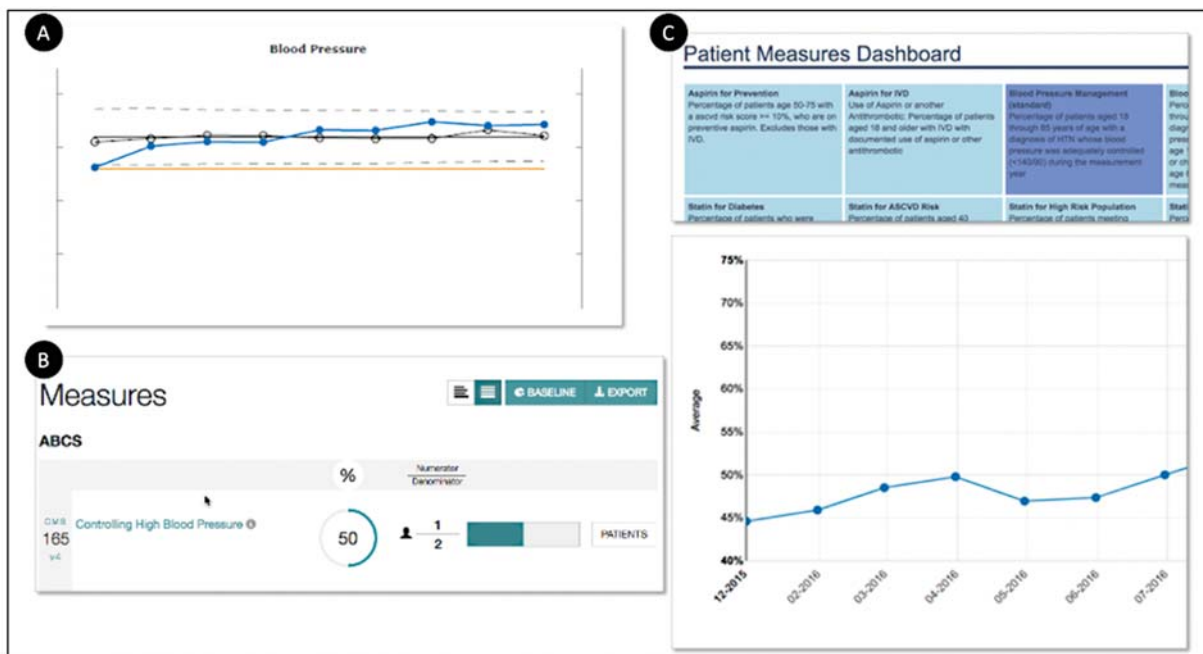 A
Blood Pressure
B
Measures
BASELINE
EXPORT
ABCS
%
Numerator
Denominator
CMS
165
v4
Controlling High Blood Pressure
50
1
2
PATIENTS
C
Patient Measures Dashboard
Aspirin for Prevention
Percentage of patients age 50-75 with
a ascvd risk score >= 10%, who are on
preventive aspirin. Excludes those with
IVD.
Aspirin for IVD
Use of Aspirin or another
Antithrombotic: Percentage of patients
aged 18 and older with IVD with
documented use of aspirin or other
antithrombotic
Blood Pressure Management
(standard)
Percentage of patients aged 18
through 85 years of age with a
diagnosis of HTN whose blood
pressure was adequately controlled
(<140/90) during the measurement
year
Statin for Diabetes
Percentage of patients who were
Statin for ASCVD Risk
Percentage of patients aged 40
Statin for High Risk Population
Percentage of patients meeting
75%
70%
65%
60%
55%
50%
45%
40%
Average
12-2015
02-2016
03-2016
04-2016
05-2016
06-2016
07-2016